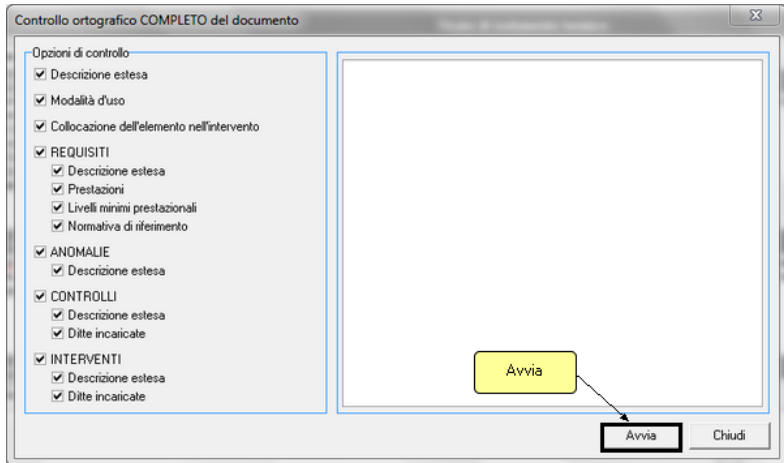 Controllo ortografico COMPLETO del documento
Opzioni di controllo
Descrizione estesa
Modalità d'uso
Collocazione dell'elemento nell'intervento
REQUISITI
Descrizione estesa
Prestazioni
Livelli minimi prestazionali
Normativa di riferimento
ANOMALIE
Descrizione estesa
CONTROLLI
Descrizione estesa
Ditte incaricate
INTERVENTI
Descrizione estesa
Ditte incaricate
Avvia
Avvia Chiudi